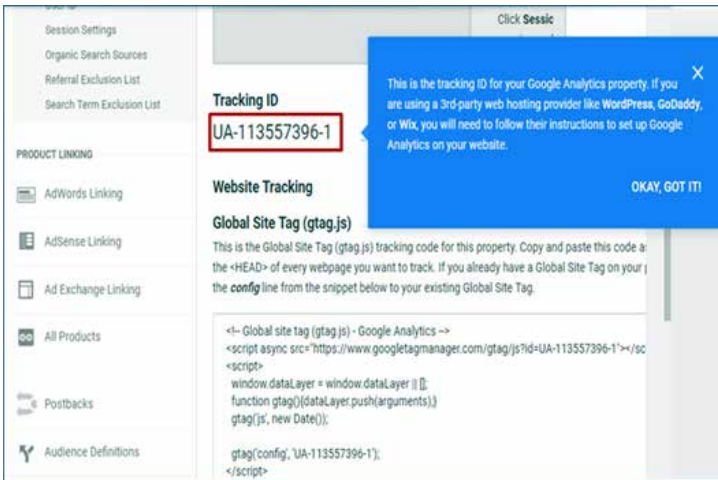 Session Settings
Organic Search Sources
Referral Exclusion List
Search Term Exclusion List
PRODUCT LINKING
AdWords Linking
AdSense Linking
Ad Exchange Linking
All Products
Postbacks
Audience Definitions
Click Sessic
Tracking ID
UA-113557396-1
This is the tracking ID for your Google Analytics property. If you
are using a 3rd-party web hosting provider like WordPress, GoDaddy,
or Wix, you will need to follow their instructions to set up Google
Analytics on your website.
OKAY, GOT IT!
Website Tracking
Global Site Tag (gtag.js)
This is the Global Site Tag (gtag.js) tracking code for this property. Copy and paste this code a
the <HEAD> of every webpage you want to track. If you already have a Global Site Tag on your
the config line from the snippet below to your existing Global Site Tag.
<!-- Global site tag (gtag.js) - Google Analytics -->
<script async src="https://www.googletagmanager.com/gtag/js?id=UA-113557396-1"></sc
<script>
window.dataLayer = window.dataLayer || [];
function gtag(){dataLayer.push(arguments);}
gtag('js', new Date());
gtag('config', 'UA-113557396-1');
</script>